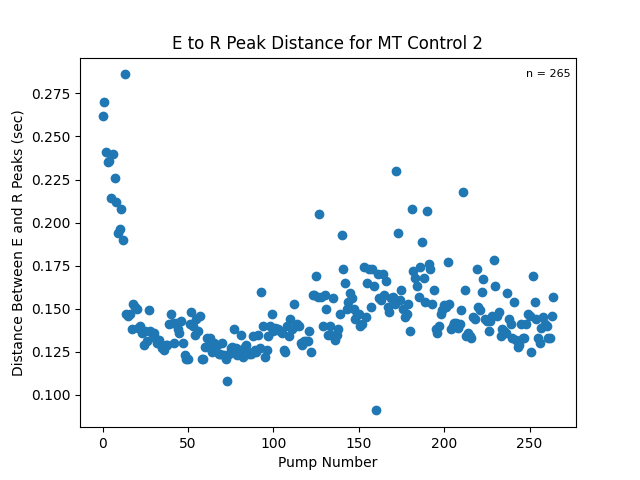 E to R Peak Distance for MT Control 2
n = 265
0.275
0.250
0.225
0.200
0.175
0.150
0.125
0.100
Distance Between E and R Peaks (sec)
0 50 100 150 200 250
Pump Number